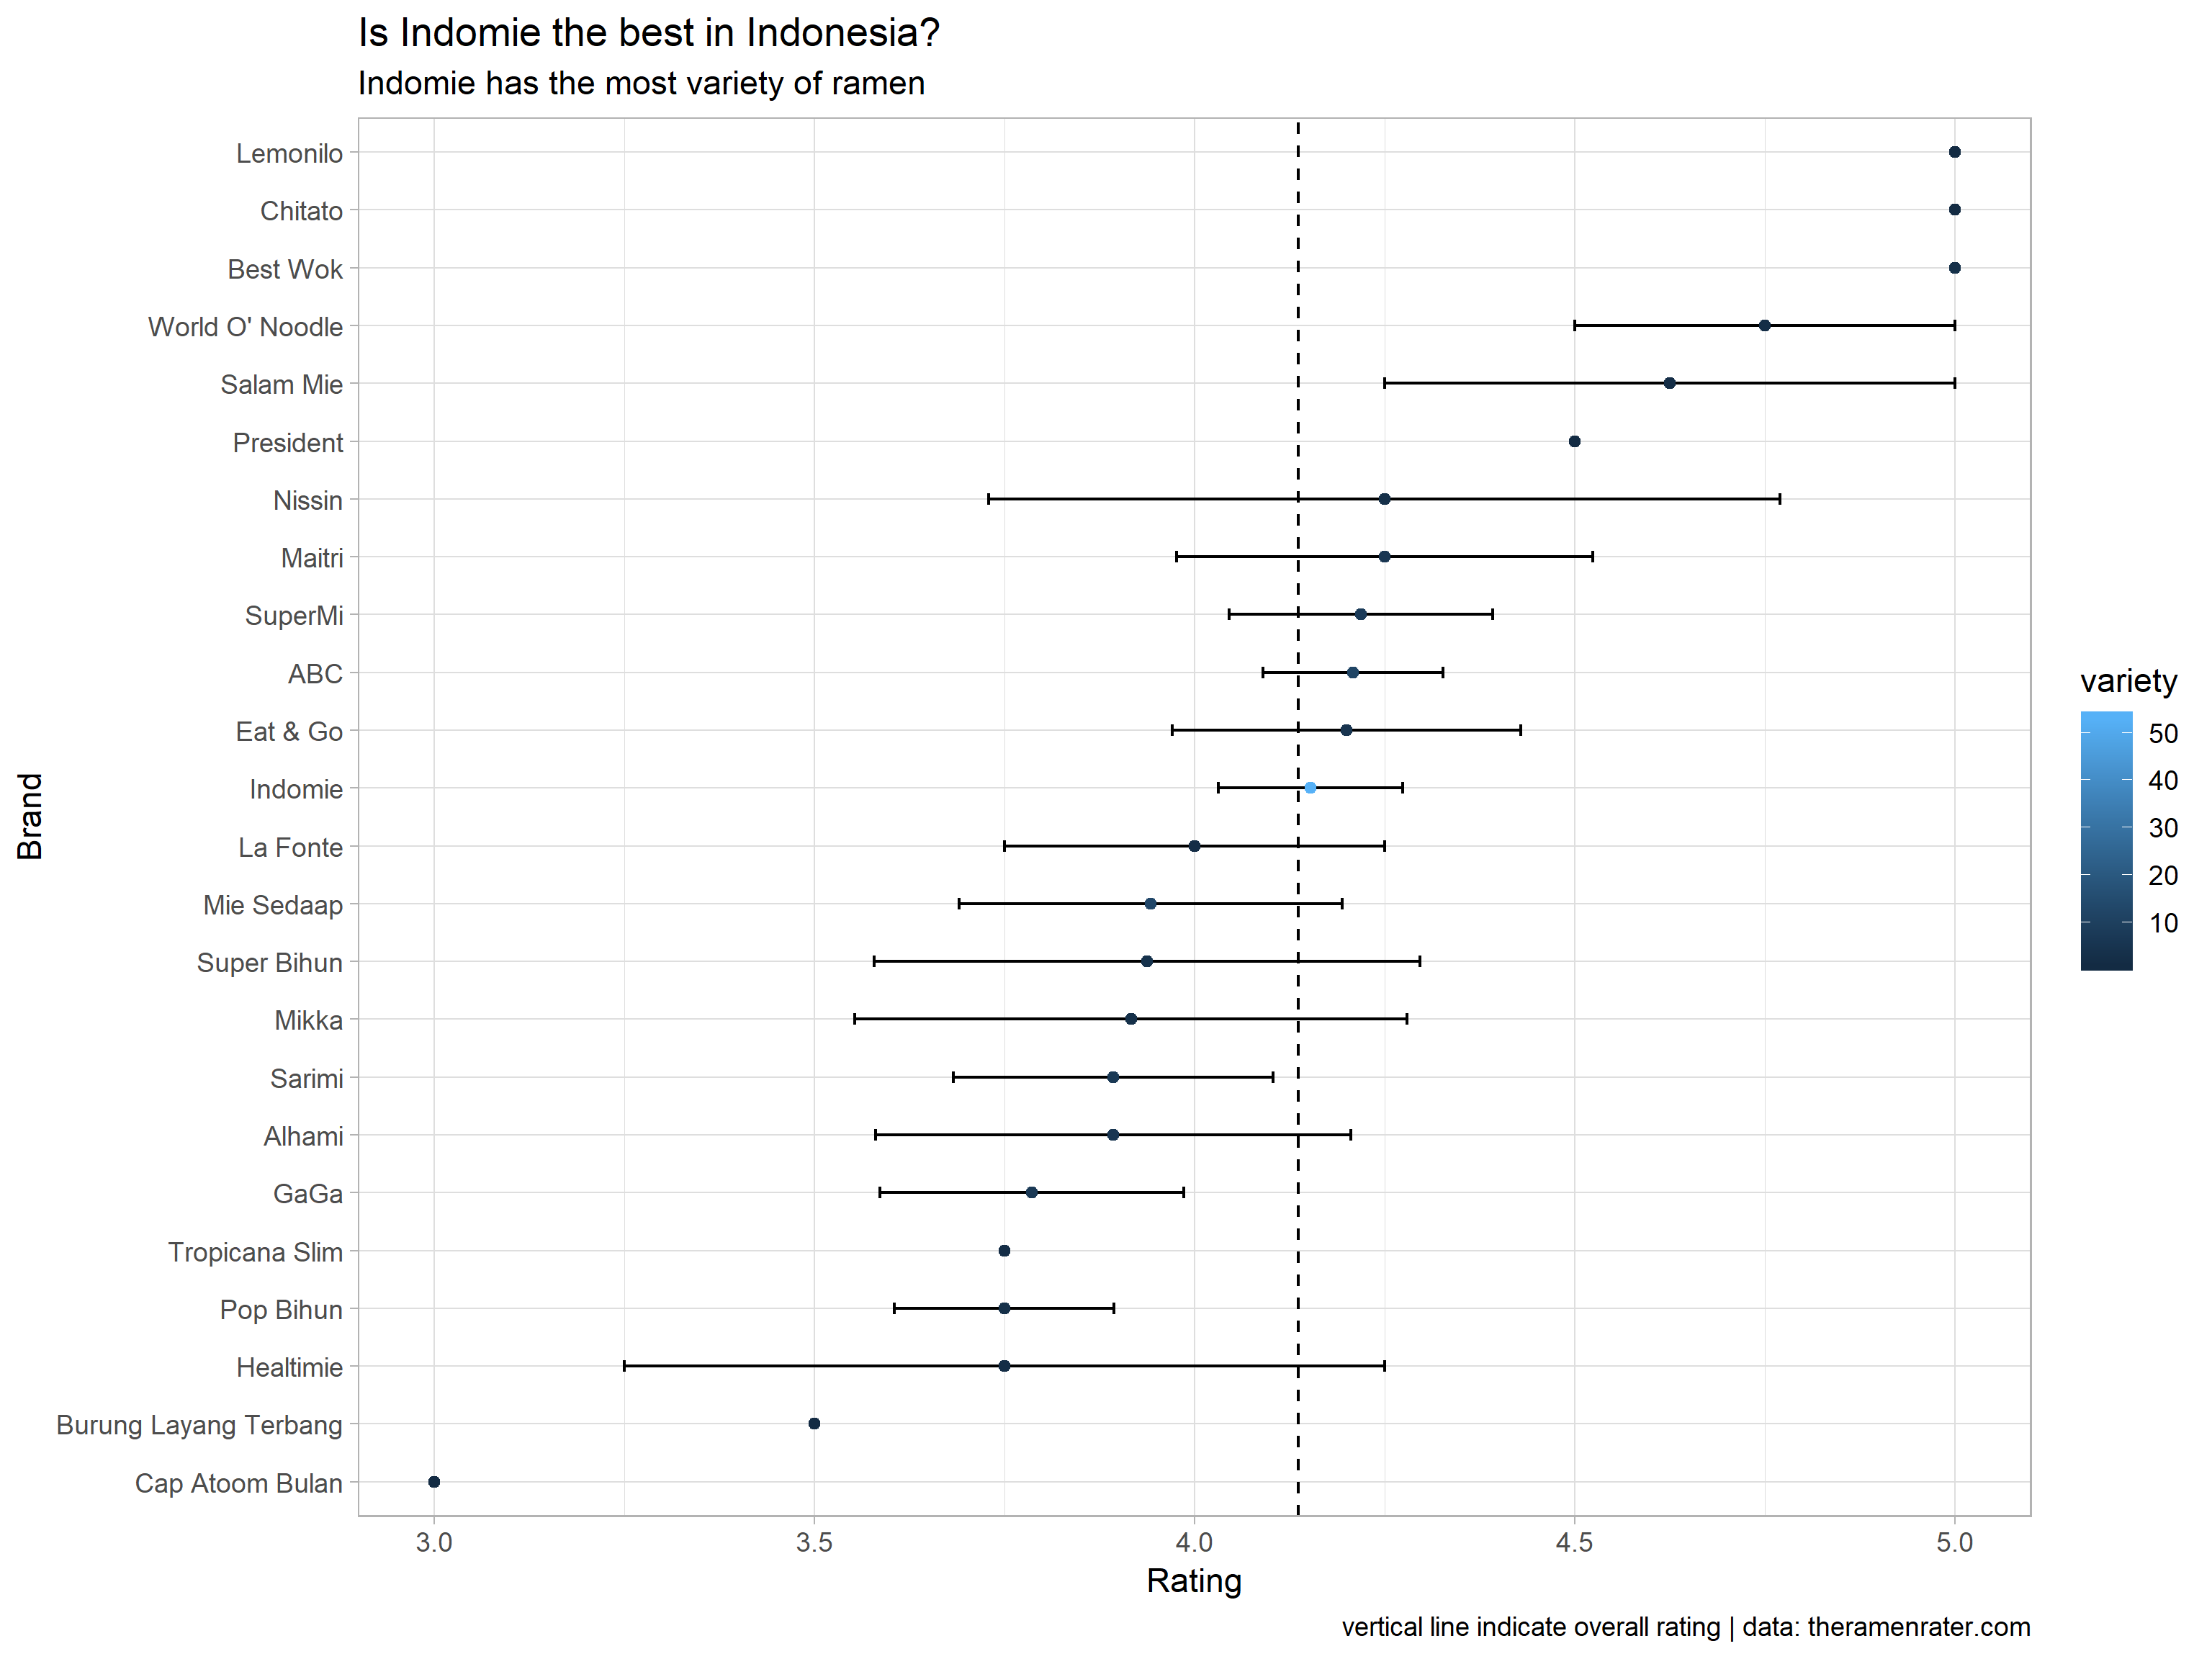 Is Indomie the best in Indonesia?
Indomie has the most variety of ramen
Brand
Lemonilo
Chitato
Best Wok
World O' Noodle
Salam Mie
President
Nissin
Maitri
SuperMi
ABC
Eat & Go
Indomie
La Fonte
Mie Sedaap
Super Bihun
Mikka
Sarimi
Alhami
GaGa
Tropicana Slim
Pop Bihun
Healtimie
Burung Layang Terbang
Cap Atoom Bulan
3.0 3.5 4.0 4.5 5.0
Rating
variety
50
40
30
20
10
vertical line indicate overall rating | data: theramenrater.com